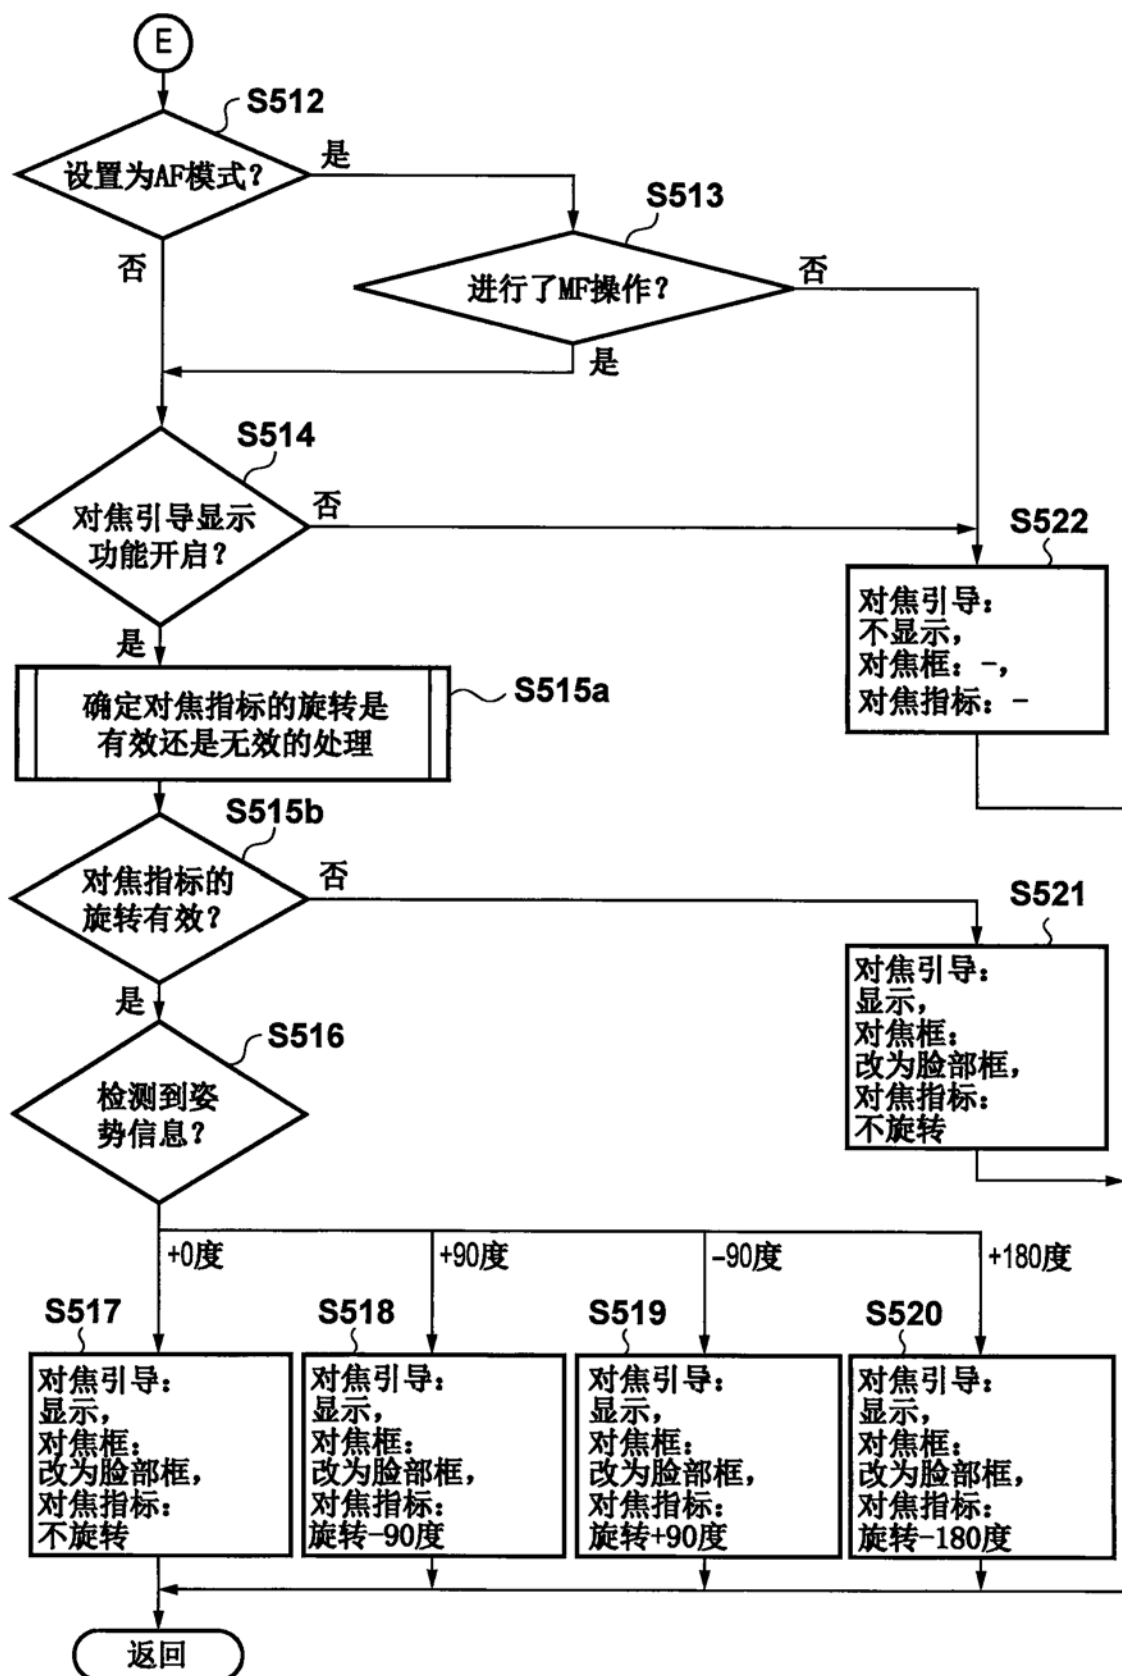 E
S512
设置为AF模式?
是
否
S513
进行了MF操作?
否
是
S514
对焦引导显示
功能开启?
否
是
S522
对焦引导:
不显示,
对焦框: -,
对焦指标: -
S515a
确定对焦指标的旋转是
有效还是无效的处理
S515b
对焦指标的
旋转有效?
否
是
S521
对焦引导:
显示,
对焦框:
改为脸部框,
对焦指标:
不旋转
S516
检测到姿
势信息?
+0度
+90度
-90度
+180度
S517
对焦引导:
显示,
对焦框:
改为脸部框,
对焦指标:
不旋转
S518
对焦引导:
显示,
对焦框:
改为脸部框,
对焦指标:
旋转-90度
S519
对焦引导:
显示,
对焦框:
改为脸部框,
对焦指标:
旋转+90度
S520
对焦引导:
显示,
对焦框:
改为脸部框,
对焦指标:
旋转-180度
返回